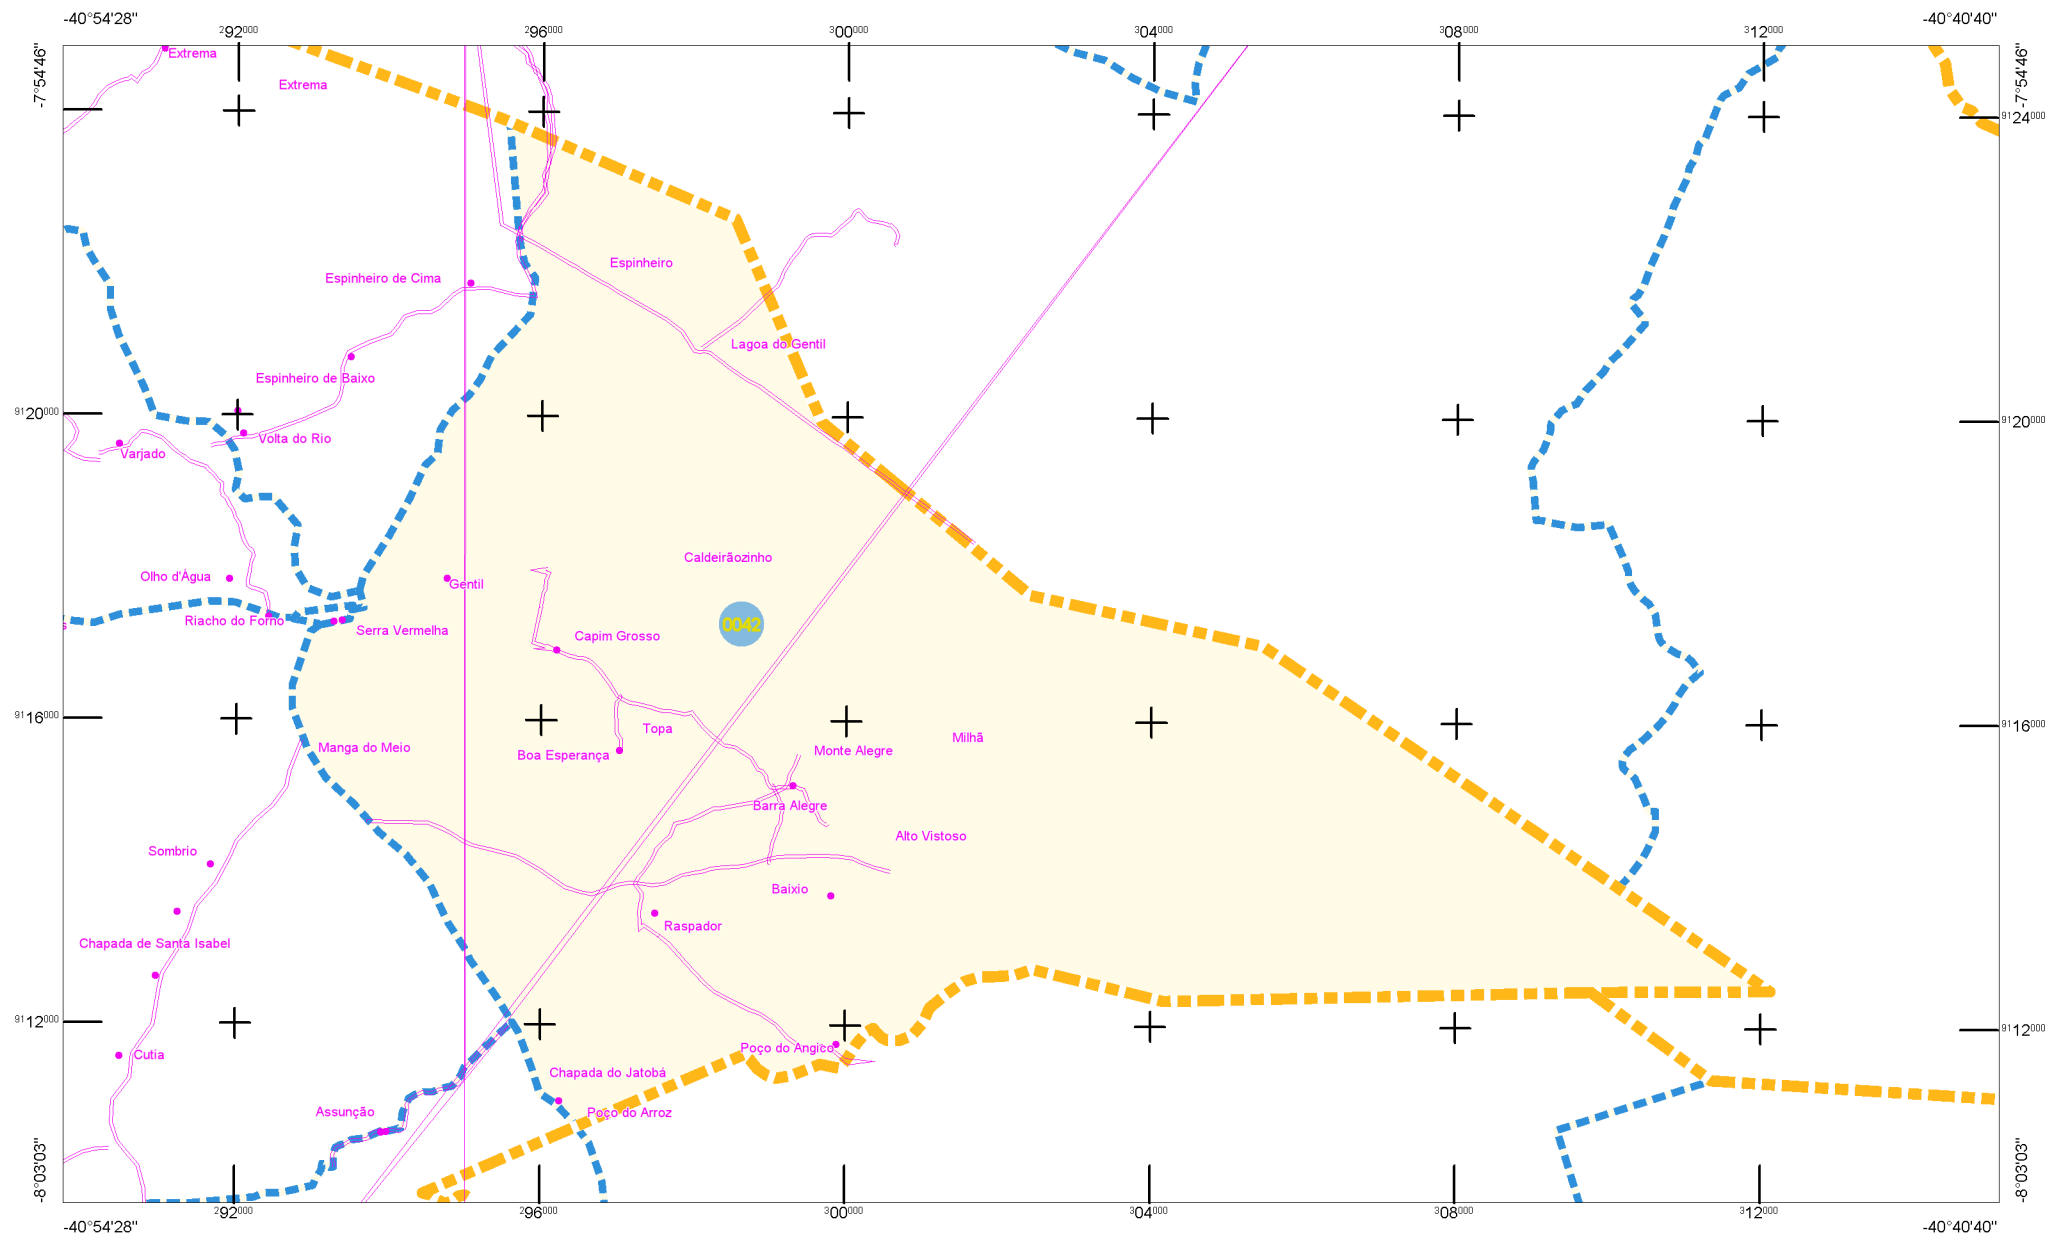 -40°54'28"
-40°40'40"
292000
296000
300000
304000
308000
312000
-7°54'46"
-7°54'46"
Extrema
Extrema
9124000
Espinheiro
Espinheiro de Cima
Lagoa do Gentil
Espinheiro de Baixo
9120000
9120000
Volta do Rio
Varjado
Caldeirãozinho
Olho d'Água
Gentil
Riacho do Forno
s
0042
Serra Vermelha
Capim Grosso
9116000
9116000
Topa
Milhã
Manga do Meio
Monte Alegre
Boa Esperança
Barra Alegre
Alto Vistoso
Sombrio
Baixio
Raspador
Chapada de Santa Isabel
9112000
9112000
Poço do Angico
Cutia
Chapada do Jatobá
Assunção
Poço do Arroz
-8°03'03"
-8°03'03"
292000
296000
300000
304000
308000
312000
-40°54'28"
-40°40'40"